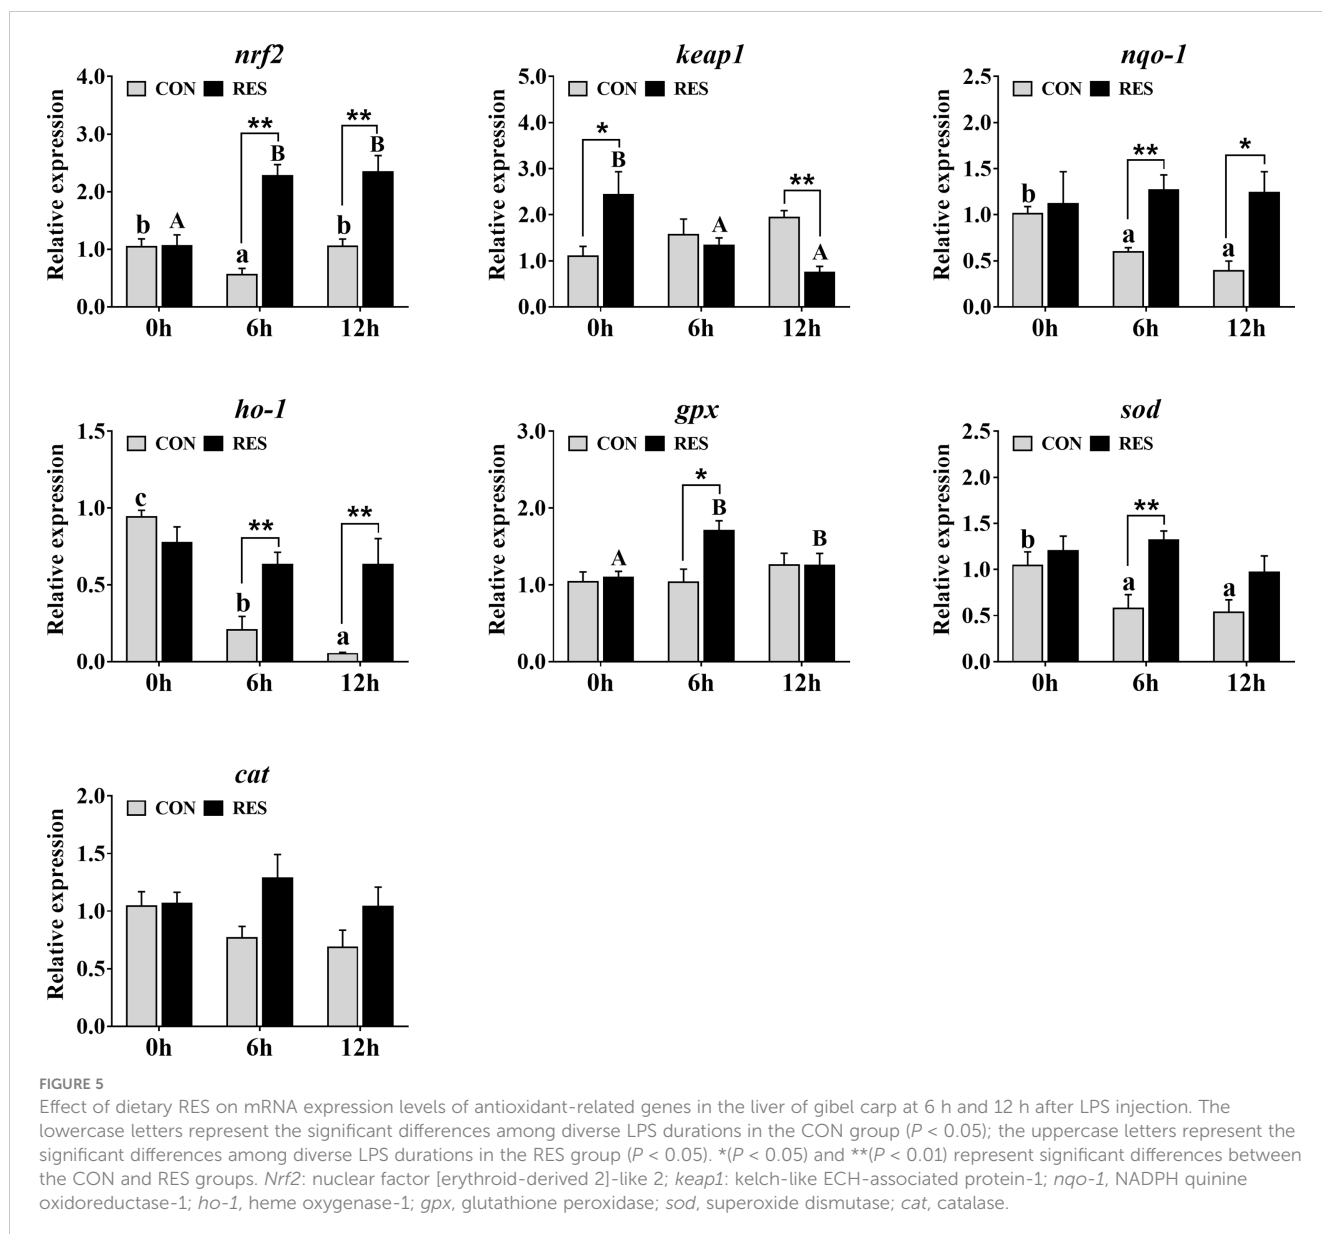 nrf2
CON RES
Relative expression
4.0
3.0
2.0
1.0
0.0
b A
a ** B
b ** B
0h 6h 12h
keap1
CON RES
Relative expression
5.0
4.0
3.0
2.0
1.0
0.0
* B
A
** A
0h 6h 12h
nqo-1
CON RES
Relative expression
2.5
2.0
1.5
1.0
0.5
0.0
b
a **
a *
0h 6h 12h
ho-1
CON RES
Relative expression
1.5
1.0
0.5
0.0
c
b **
a **
0h 6h 12h
gpx
CON RES
Relative expression
3.0
2.0
1.0
0.0
A
* B
B
0h 6h 12h
sod
CON RES
Relative expression
2.5
2.0
1.5
1.0
0.5
0.0
b
a **
a
0h 6h 12h
cat
CON RES
Relative expression
2.0
1.5
1.0
0.5
0.0
0h 6h 12h
FIGURE 5
Effect of dietary RES on mRNA expression levels of antioxidant-related genes in the liver of gibel carp at 6 h and 12 h after LPS injection. The
lowercase letters represent the significant differences among diverse LPS durations in the CON group (P < 0.05); the uppercase letters represent the
significant differences among diverse LPS durations in the RES group (P < 0.05). *(P < 0.05) and **(P < 0.01) represent significant differences between
the CON and RES groups. Nrf2: nuclear factor [erythroid-derived 2]-like 2; keap1: kelch-like ECH-associated protein-1; nqo-1, NADPH quinine
oxidoreductase-1; ho-1, heme oxygenase-1; gpx, glutathione peroxidase; sod, superoxide dismutase; cat, catalase.